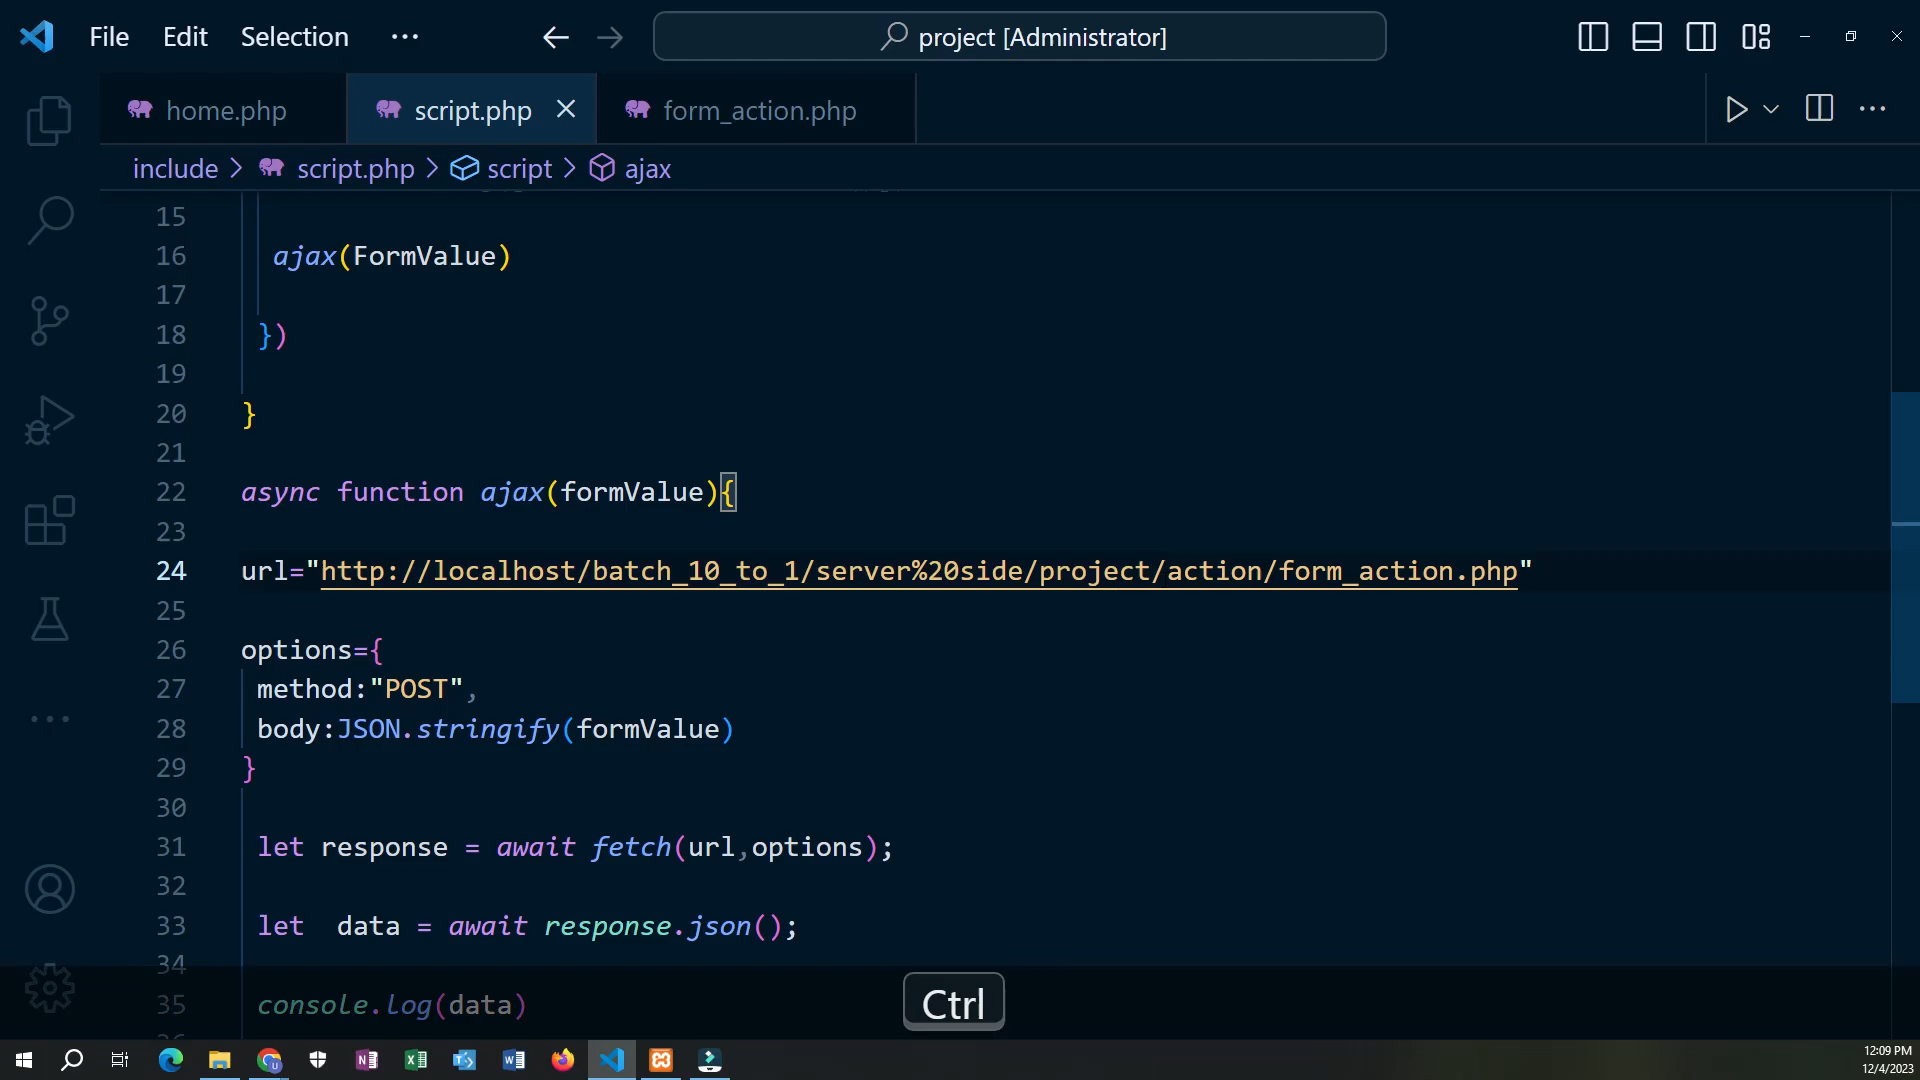 File Edit Selection ··· project [Administrator]
home.php script.php form_action.php
include > script.php > script > ajax
15
16 ajax(FormValue)
17
18 })
19
20 }
21
22 async function ajax(formValue){
23
24 url="http://localhost/batch_10_to_1/server%20side/project/action/form_action.php"
25
26 options={
27 method:"POST",
28 body:JSON.stringify(formValue)
29 }
30
31 let response = await fetch(url,options);
32
33 let  data = await response.json();
34
35 console.log(data)
Ctrl
12:09 PM
12/4/2023